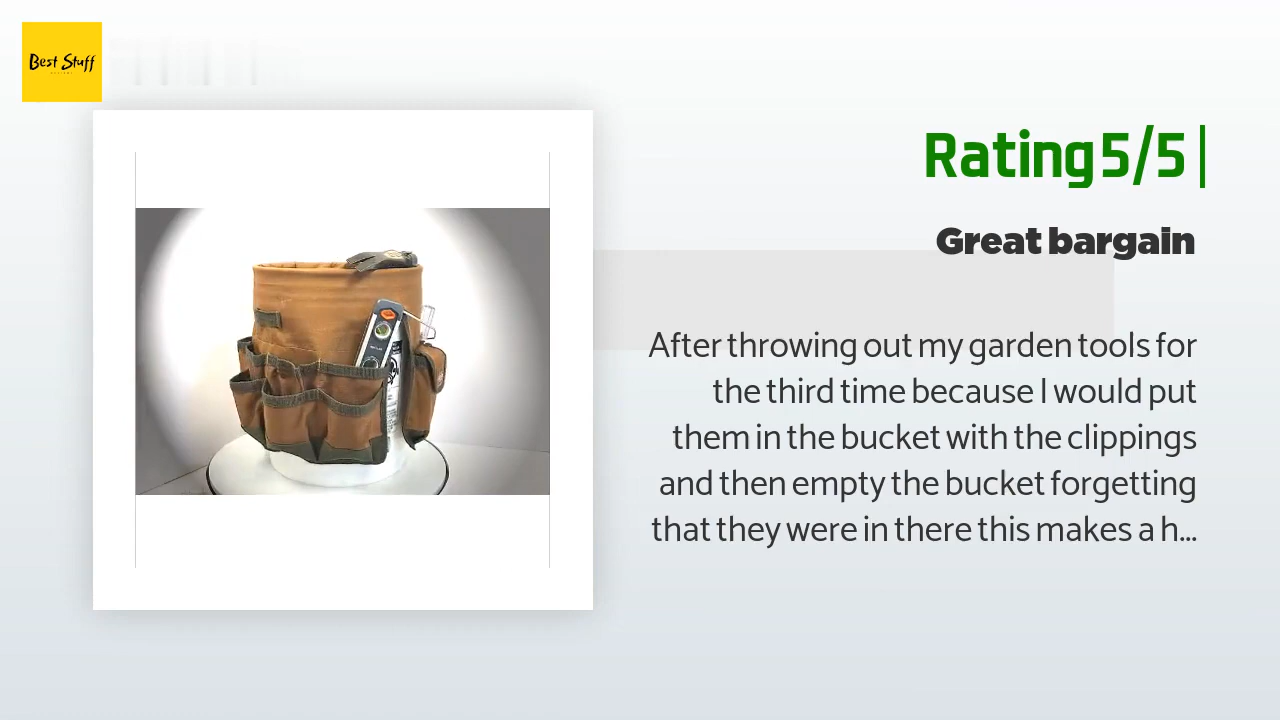 Best Stuff
Rating 5/5 |
Great bargain
After throwing out my garden tools for
the third time because I would put
them in the bucket with the clippings
and then empty the bucket forgetting
that they were in there this makes a h...